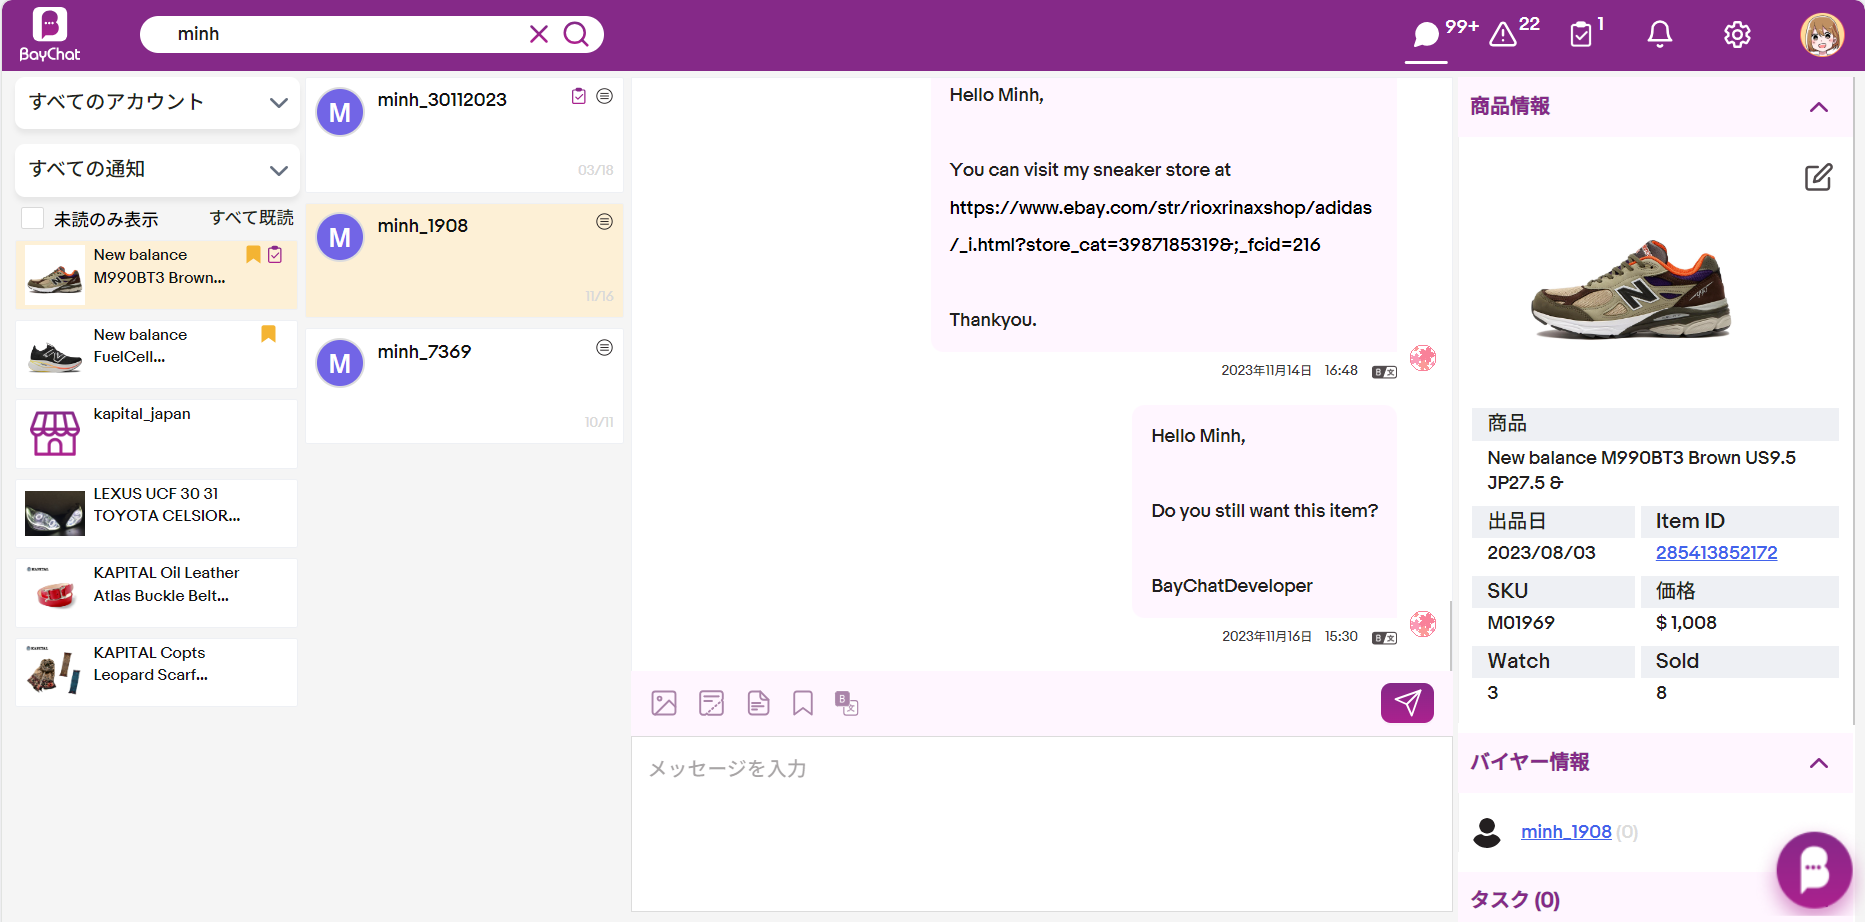 BayChat
minh
99+
22
1
すべてのアカウント
すべての通知
未読のみ表示
すべて既読
New balance
M990BT3 Brown...
New balance
FuelCell...
kapital_japan
LEXUS UCF 30 31
TOYOTA CELSIOR...
KAPITAL
KAPITAL Oil Leather
Atlas Buckle Belt...
KAPITAL
KAPITAL Copts
Leopard Scarf...
M
minh_30112023
03/18
M
minh_1908
11/16
M
minh_7369
10/11
Hello Minh,
You can visit my sneaker store at
https://www.ebay.com/str/rioxrinaxshop/adidas
/_i.html?store_cat=3987185319&;_fcid=216
Thankyou.
2023年11月14日 16:48
B 文
Hello Minh,
Do you still want this item?
BayChatDeveloper
2023年11月16日 15:30
B 文
B 文
メッセージを入力
商品情報
商品
New balance M990BT3 Brown US9.5
JP27.5 &
出品日 Item ID
2023/08/03 285413852172
SKU 価格
M01969 $ 1,008
Watch Sold
3 8
バイヤー情報
minh_1908 (0)
タスク (0)